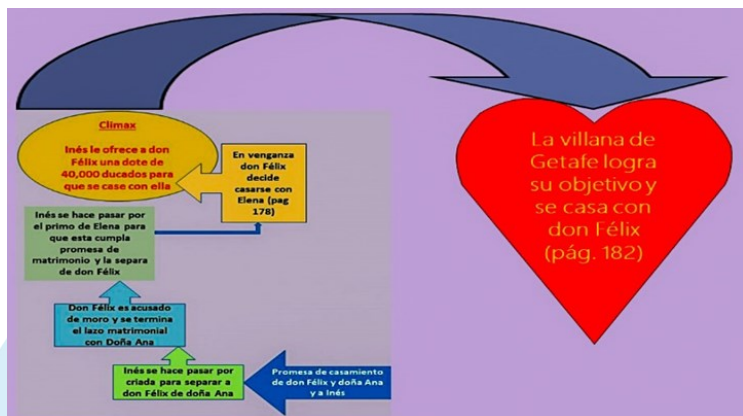 Climax
Inés le ofrece a don
Félix una dote de
40,000 ducados para
que se case con ella
En venganza
don Félix
decide
casarse con
Elena (pag
178)
Inés se hace pasar por
el primo de Elena para
que esta cumpla
promesa de
matrimonio y la separa
de don Félix
Don Félix es acusado
de moro y se termina
el lazo matrimonial
con Doña Ana
Inés se hace pasar por
criada para separar a
don Félix de doña Ana
Promesa de casamiento
de don Félix y doña Ana
y a Inés
La villana de
Getafe logra
su objetivo y
se casa con
don Félix
(pág. 182)